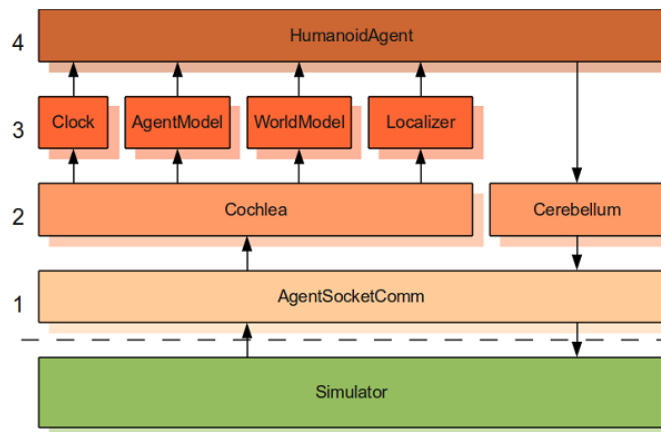 4
HumanoidAgent
3
Clock
AgentModel
WorldModel
Localizer
2
Cochlea
Cerebellum
1
AgentSocketComm
Simulator